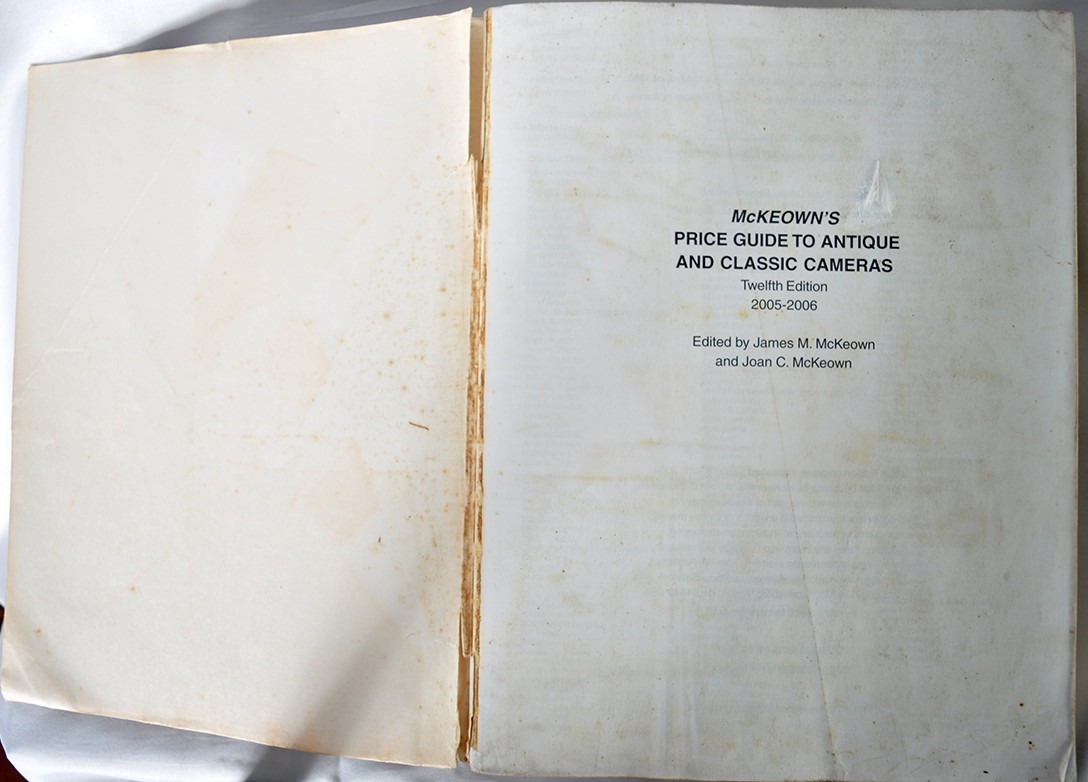 McKEOWN'S
PRICE GUIDE TO ANTIQUE
AND CLASSIC CAMERAS
Twelfth Edition
2005-2006
Edited by James M. McKeown
and Joan C. McKeown